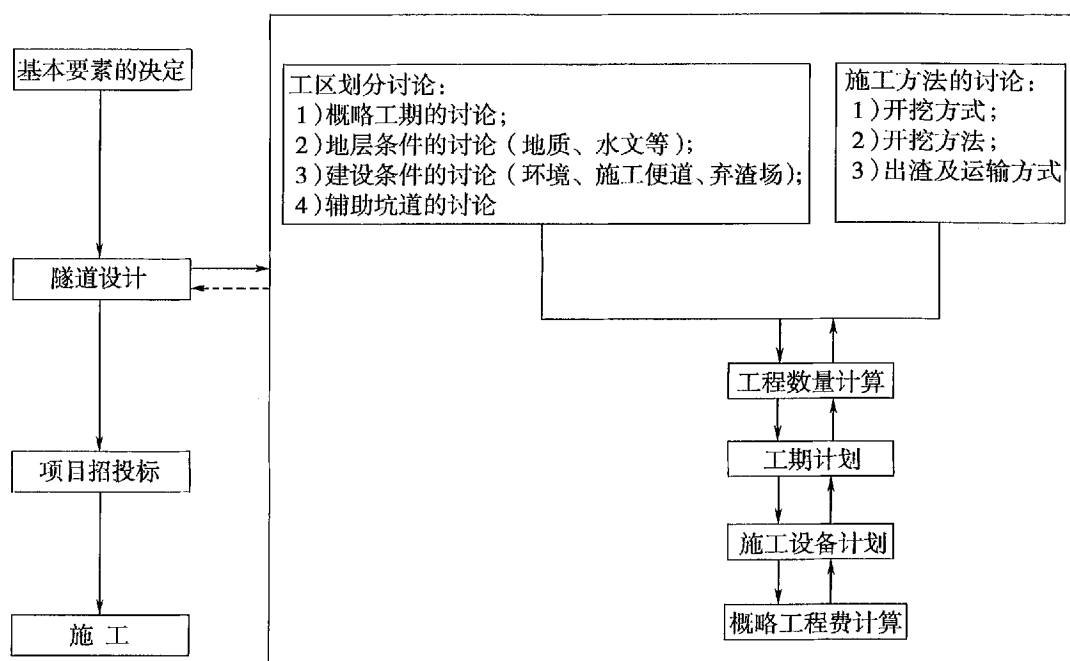 基本要素的决定
隧道设计
项目招投标
施 工
工区划分讨论：
1)概略工期的讨论；
2)地层条件的讨论（地质、水文等）；
3)建设条件的讨论（环境、施工便道、弃渣场）；
4)辅助坑道的讨论
施工方法的讨论：
1)开挖方式；
2)开挖方法；
3)出渣及运输方式
工程数量计算
工期计划
施工设备计划
概略工程费计算